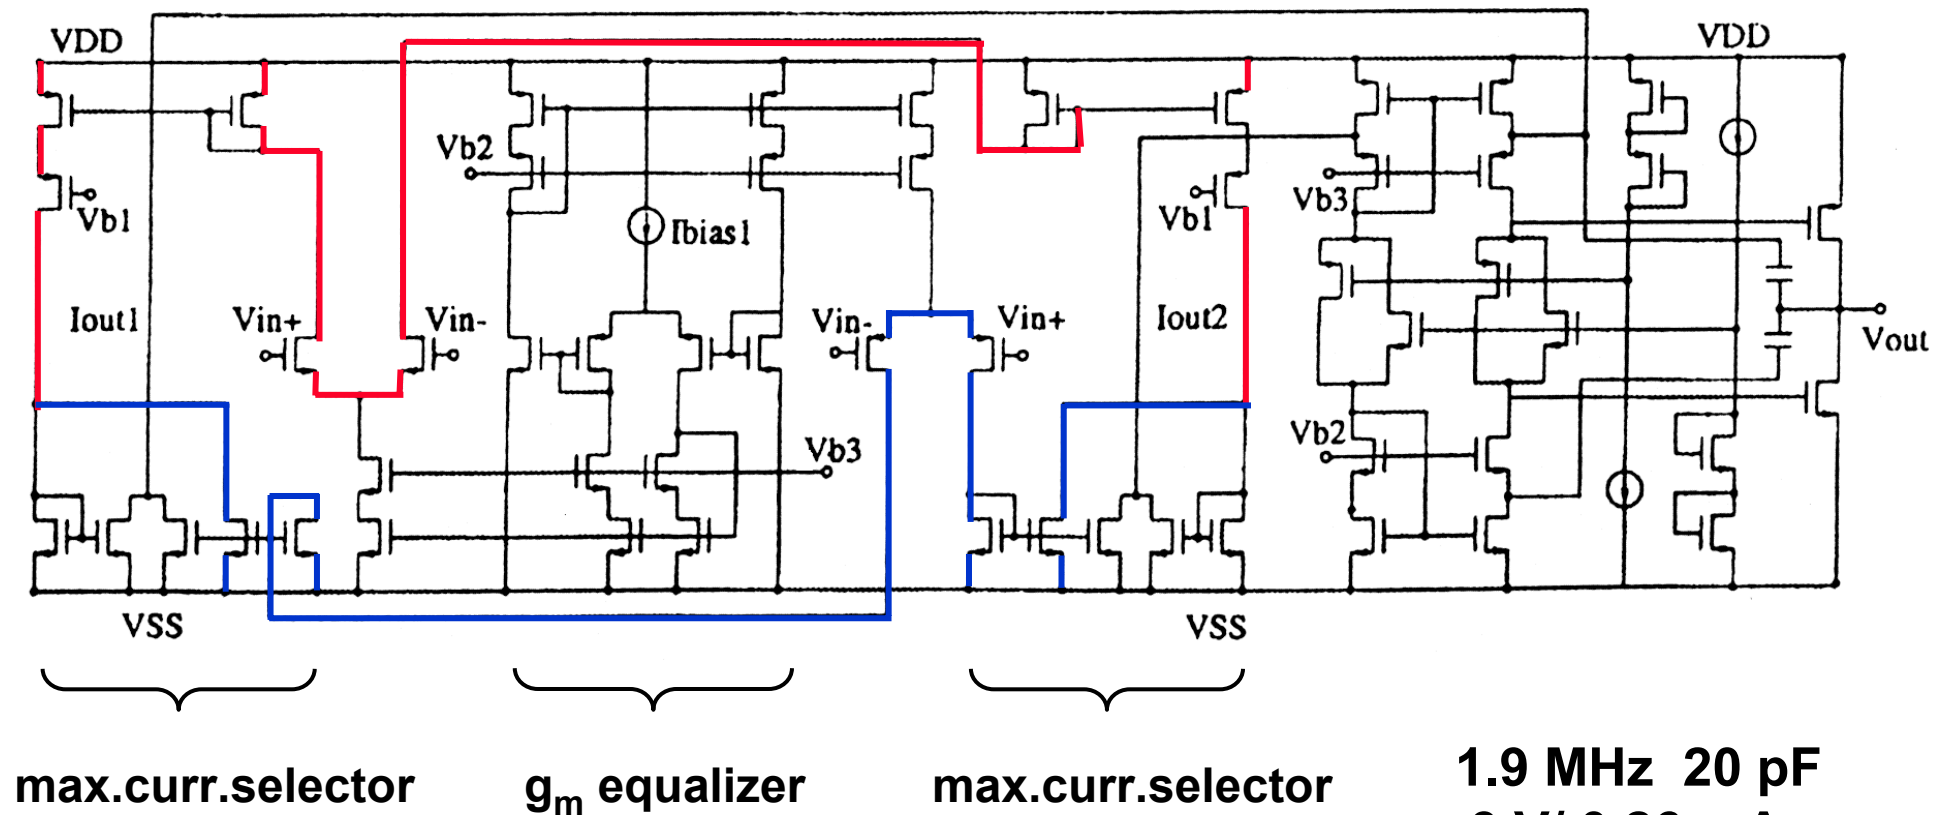 VDD
VDD
Vb2
Vb1
Vb1
Vb3
Ibias1
Iout1
Vin+
Vin-
Vin-
Vin+
Iout2
Vout
Vb3
Vb2
VSS
VSS
max.curr.selector
gm equalizer
max.curr.selector
1.9 MHz 20 pF